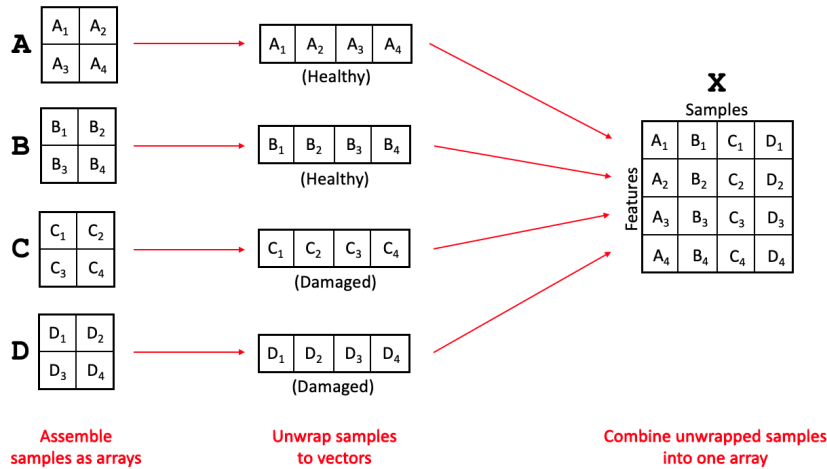 A
A₁ A₂
A₃ A₄
A₁ A₂ A₃ A₄
(Healthy)
B
B₁ B₂
B₃ B₄
B₁ B₂ B₃ B₄
(Healthy)
C
C₁ C₂
C₃ C₄
C₁ C₂ C₃ C₄
(Damaged)
D
D₁ D₂
D₃ D₄
D₁ D₂ D₃ D₄
(Damaged)
X
Samples
Features
A₁ B₁ C₁ D₁
A₂ B₂ C₂ D₂
A₃ B₃ C₃ D₃
A₄ B₄ C₄ D₄
Assemble
samples as arrays
Unwrap samples
to vectors
Combine unwrapped samples
into one array